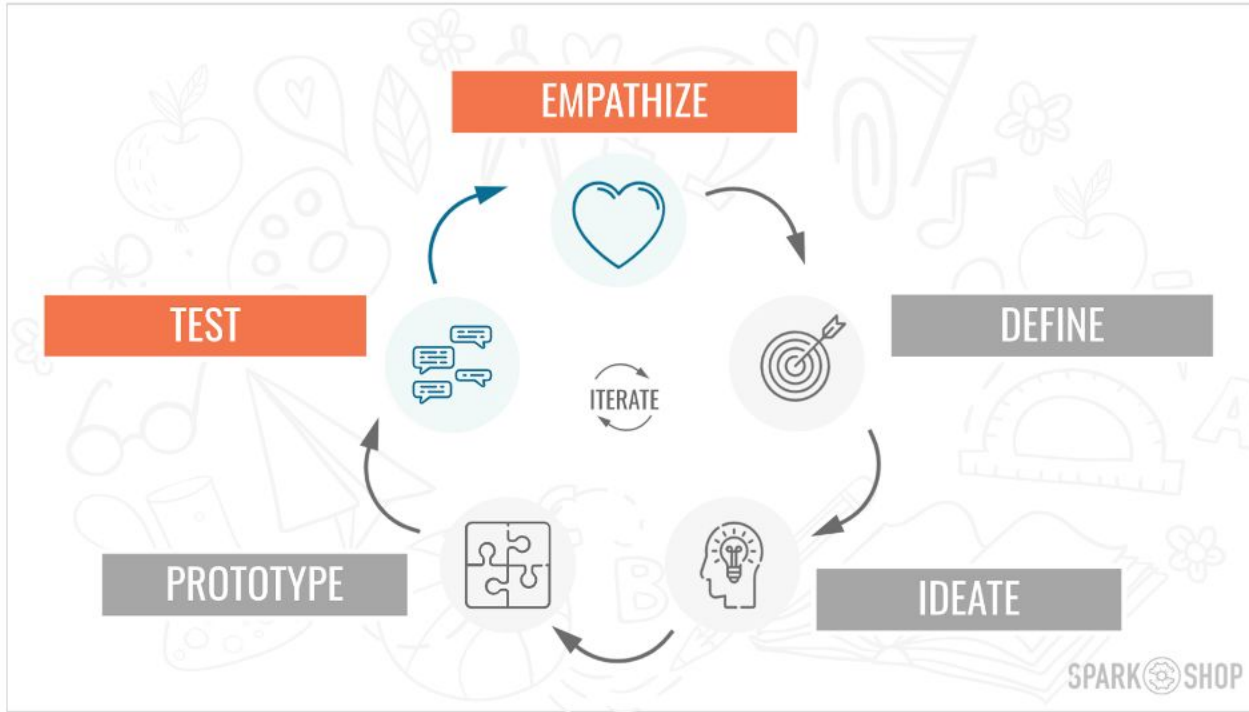 EMPATHIZE
TEST
DEFINE
ITERATE
PROTOTYPE
IDEATE
SPARK SHOP
B
A